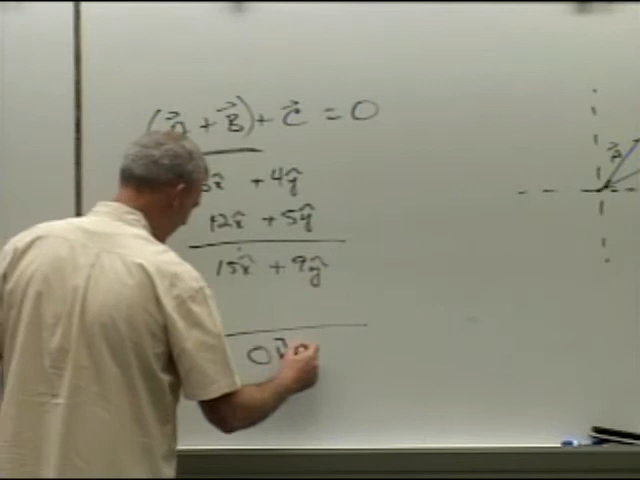 (A⃗ + B⃗) + C⃗ = 0
3x̂ + 4ŷ
12x̂ + 5ŷ
15x̂ + 9ŷ
0
A⃗